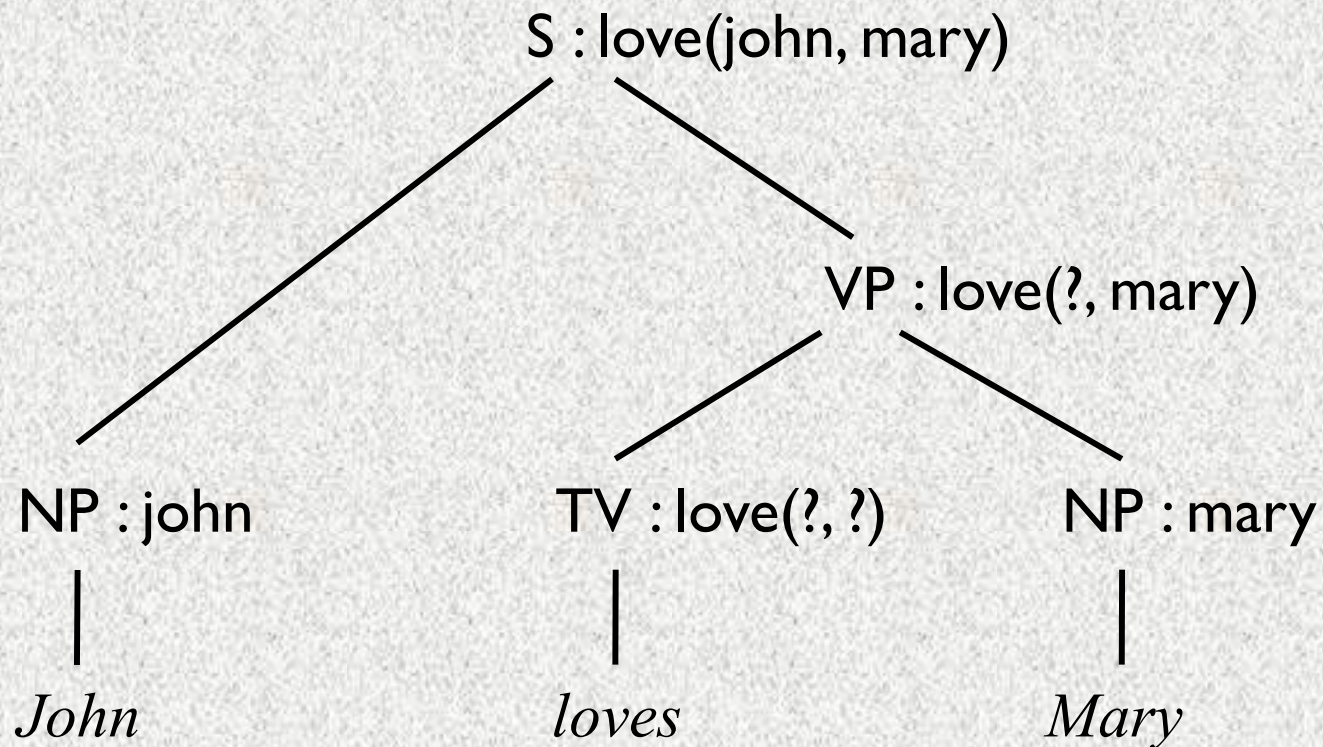 S : love(john, mary)
VP : love(?, mary)
NP : john TV : love(?, ?) NP : mary
John loves Mary